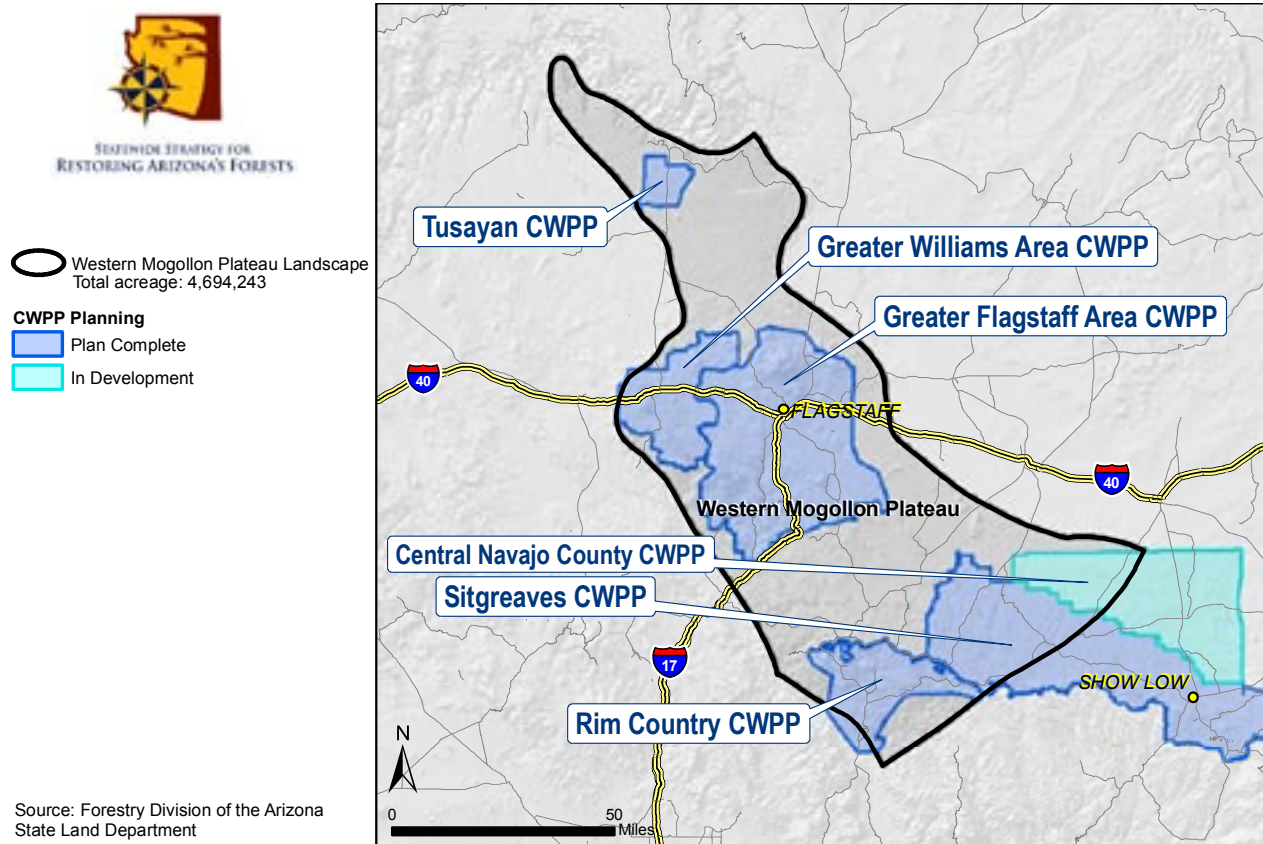 STATEWIDE STRATEGY FOR
RESTORING ARIZONA'S FORESTS
Western Mogollon Plateau Landscape
Total acreage: 4,694,243
CWPP Planning
Plan Complete
In Development
Source: Forestry Division of the Arizona
State Land Department
Tusayan CWPP
Greater Williams Area CWPP
Greater Flagstaff Area CWPP
40
FLAGSTAFF
40
Western Mogollon Plateau
Central Navajo County CWPP
Sitgreaves CWPP
17
SHOW LOW
Rim Country CWPP
N
0
50
Miles